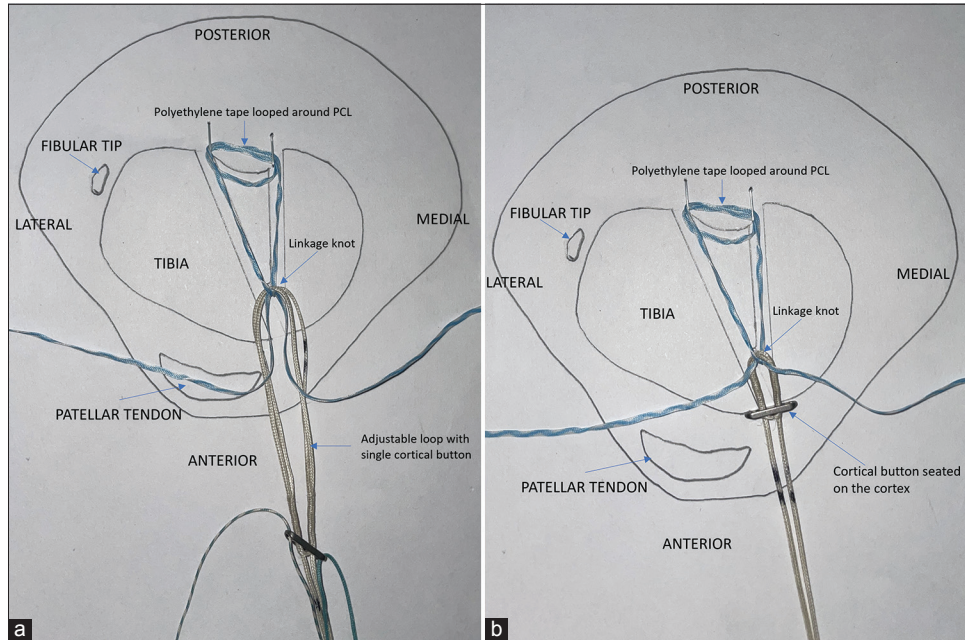 POSTERIOR
Polyethylene tape looped around PCL
FIBULAR TIP
LATERAL
MEDIAL
Linkage knot
TIBIA
PATELLAR TENDON
Adjustable loop with
single cortical button
ANTERIOR
a
POSTERIOR
Polyethylene tape looped around PCL
FIBULAR TIP
LATERAL
MEDIAL
Linkage knot
TIBIA
Cortical button seated
on the cortex
PATELLAR TENDON
ANTERIOR
b